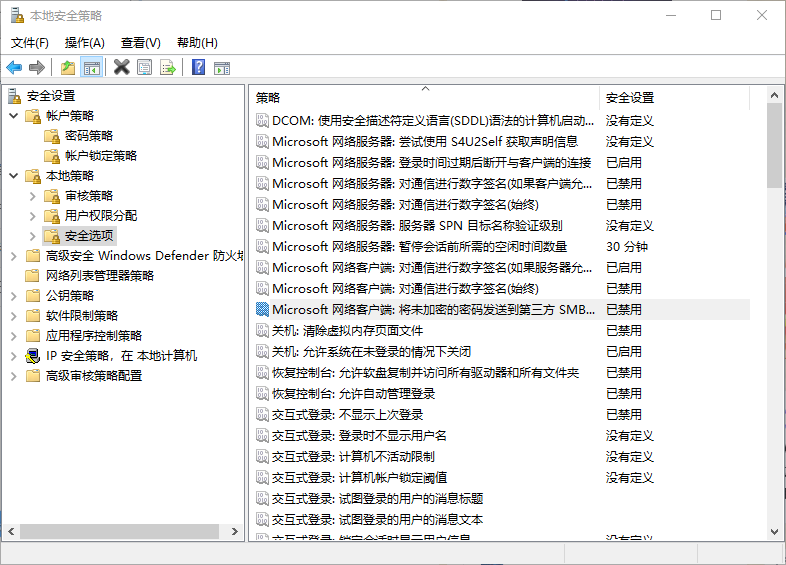 本地安全策略
文件(F) 操作(A) 查看(V) 帮助(H)
安全设置
帐户策略
密码策略
帐户锁定策略
本地策略
审核策略
用户权限分配
安全选项
高级安全 Windows Defender 防火墙
网络列表管理器策略
公钥策略
软件限制策略
应用程序控制策略
IP 安全策略，在 本地计算机
高级审核策略配置
策略 安全设置
DCOM: 使用安全描述符定义语言(SDDL)语法的计算机启动... 没有定义
Microsoft 网络服务器: 尝试使用 S4U2Self 获取声明信息 没有定义
Microsoft 网络服务器: 登录时间过期后断开与客户端的连接 已启用
Microsoft 网络服务器: 对通信进行数字签名(如果客户端允... 已禁用
Microsoft 网络服务器: 对通信进行数字签名(始终) 已禁用
Microsoft 网络服务器: 服务器 SPN 目标名称验证级别 没有定义
Microsoft 网络服务器: 暂停会话前所需的空闲时间数量 30 分钟
Microsoft 网络客户端: 对通信进行数字签名(如果服务器允... 已启用
Microsoft 网络客户端: 对通信进行数字签名(始终) 已禁用
Microsoft 网络客户端: 将未加密的密码发送到第三方 SMB... 已禁用
关机: 清除虚拟内存页面文件 已禁用
关机: 允许系统在未登录的情况下关闭 已启用
恢复控制台: 允许软盘复制并访问所有驱动器和所有文件夹 已禁用
恢复控制台: 允许自动管理登录 已禁用
交互式登录: 不显示上次登录 已禁用
交互式登录: 登录时不显示用户名 没有定义
交互式登录: 计算机不活动限制 没有定义
交互式登录: 计算机帐户锁定阈值 没有定义
交互式登录: 试图登录的用户的消息标题
交互式登录: 试图登录的用户的消息文本
交互式登录: 锁定会话时显示用户信息 没有定义